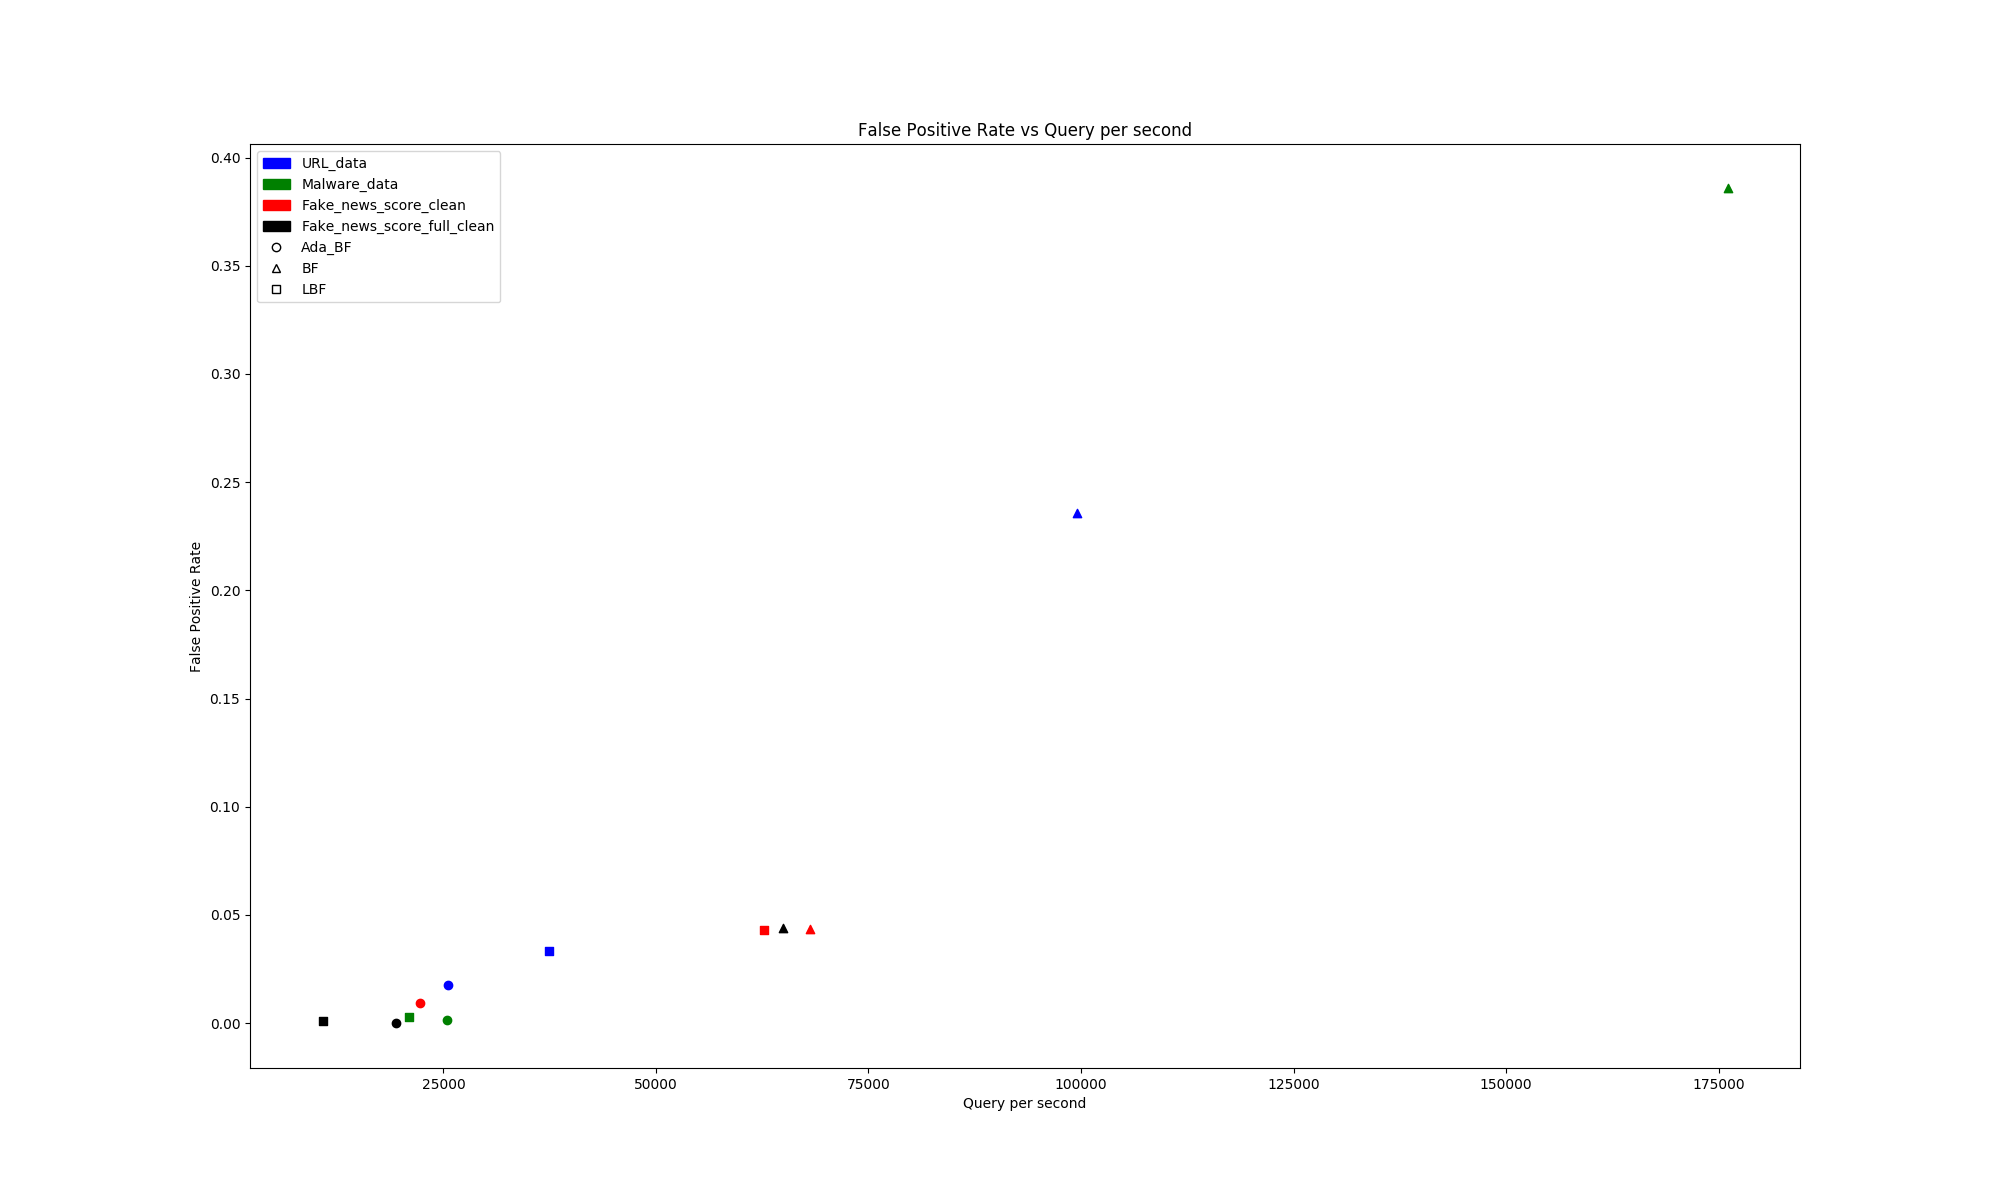 False Positive Rate vs Query per second
0.40
0.35
0.30
0.25
0.20
0.15
0.10
0.05
0.00
False Positive Rate
URL_data
Malware_data
Fake_news_score_clean
Fake_news_score_full_clean
Ada_BF
BF
LBF
25000 50000 75000 100000 125000 150000 175000
Query per second